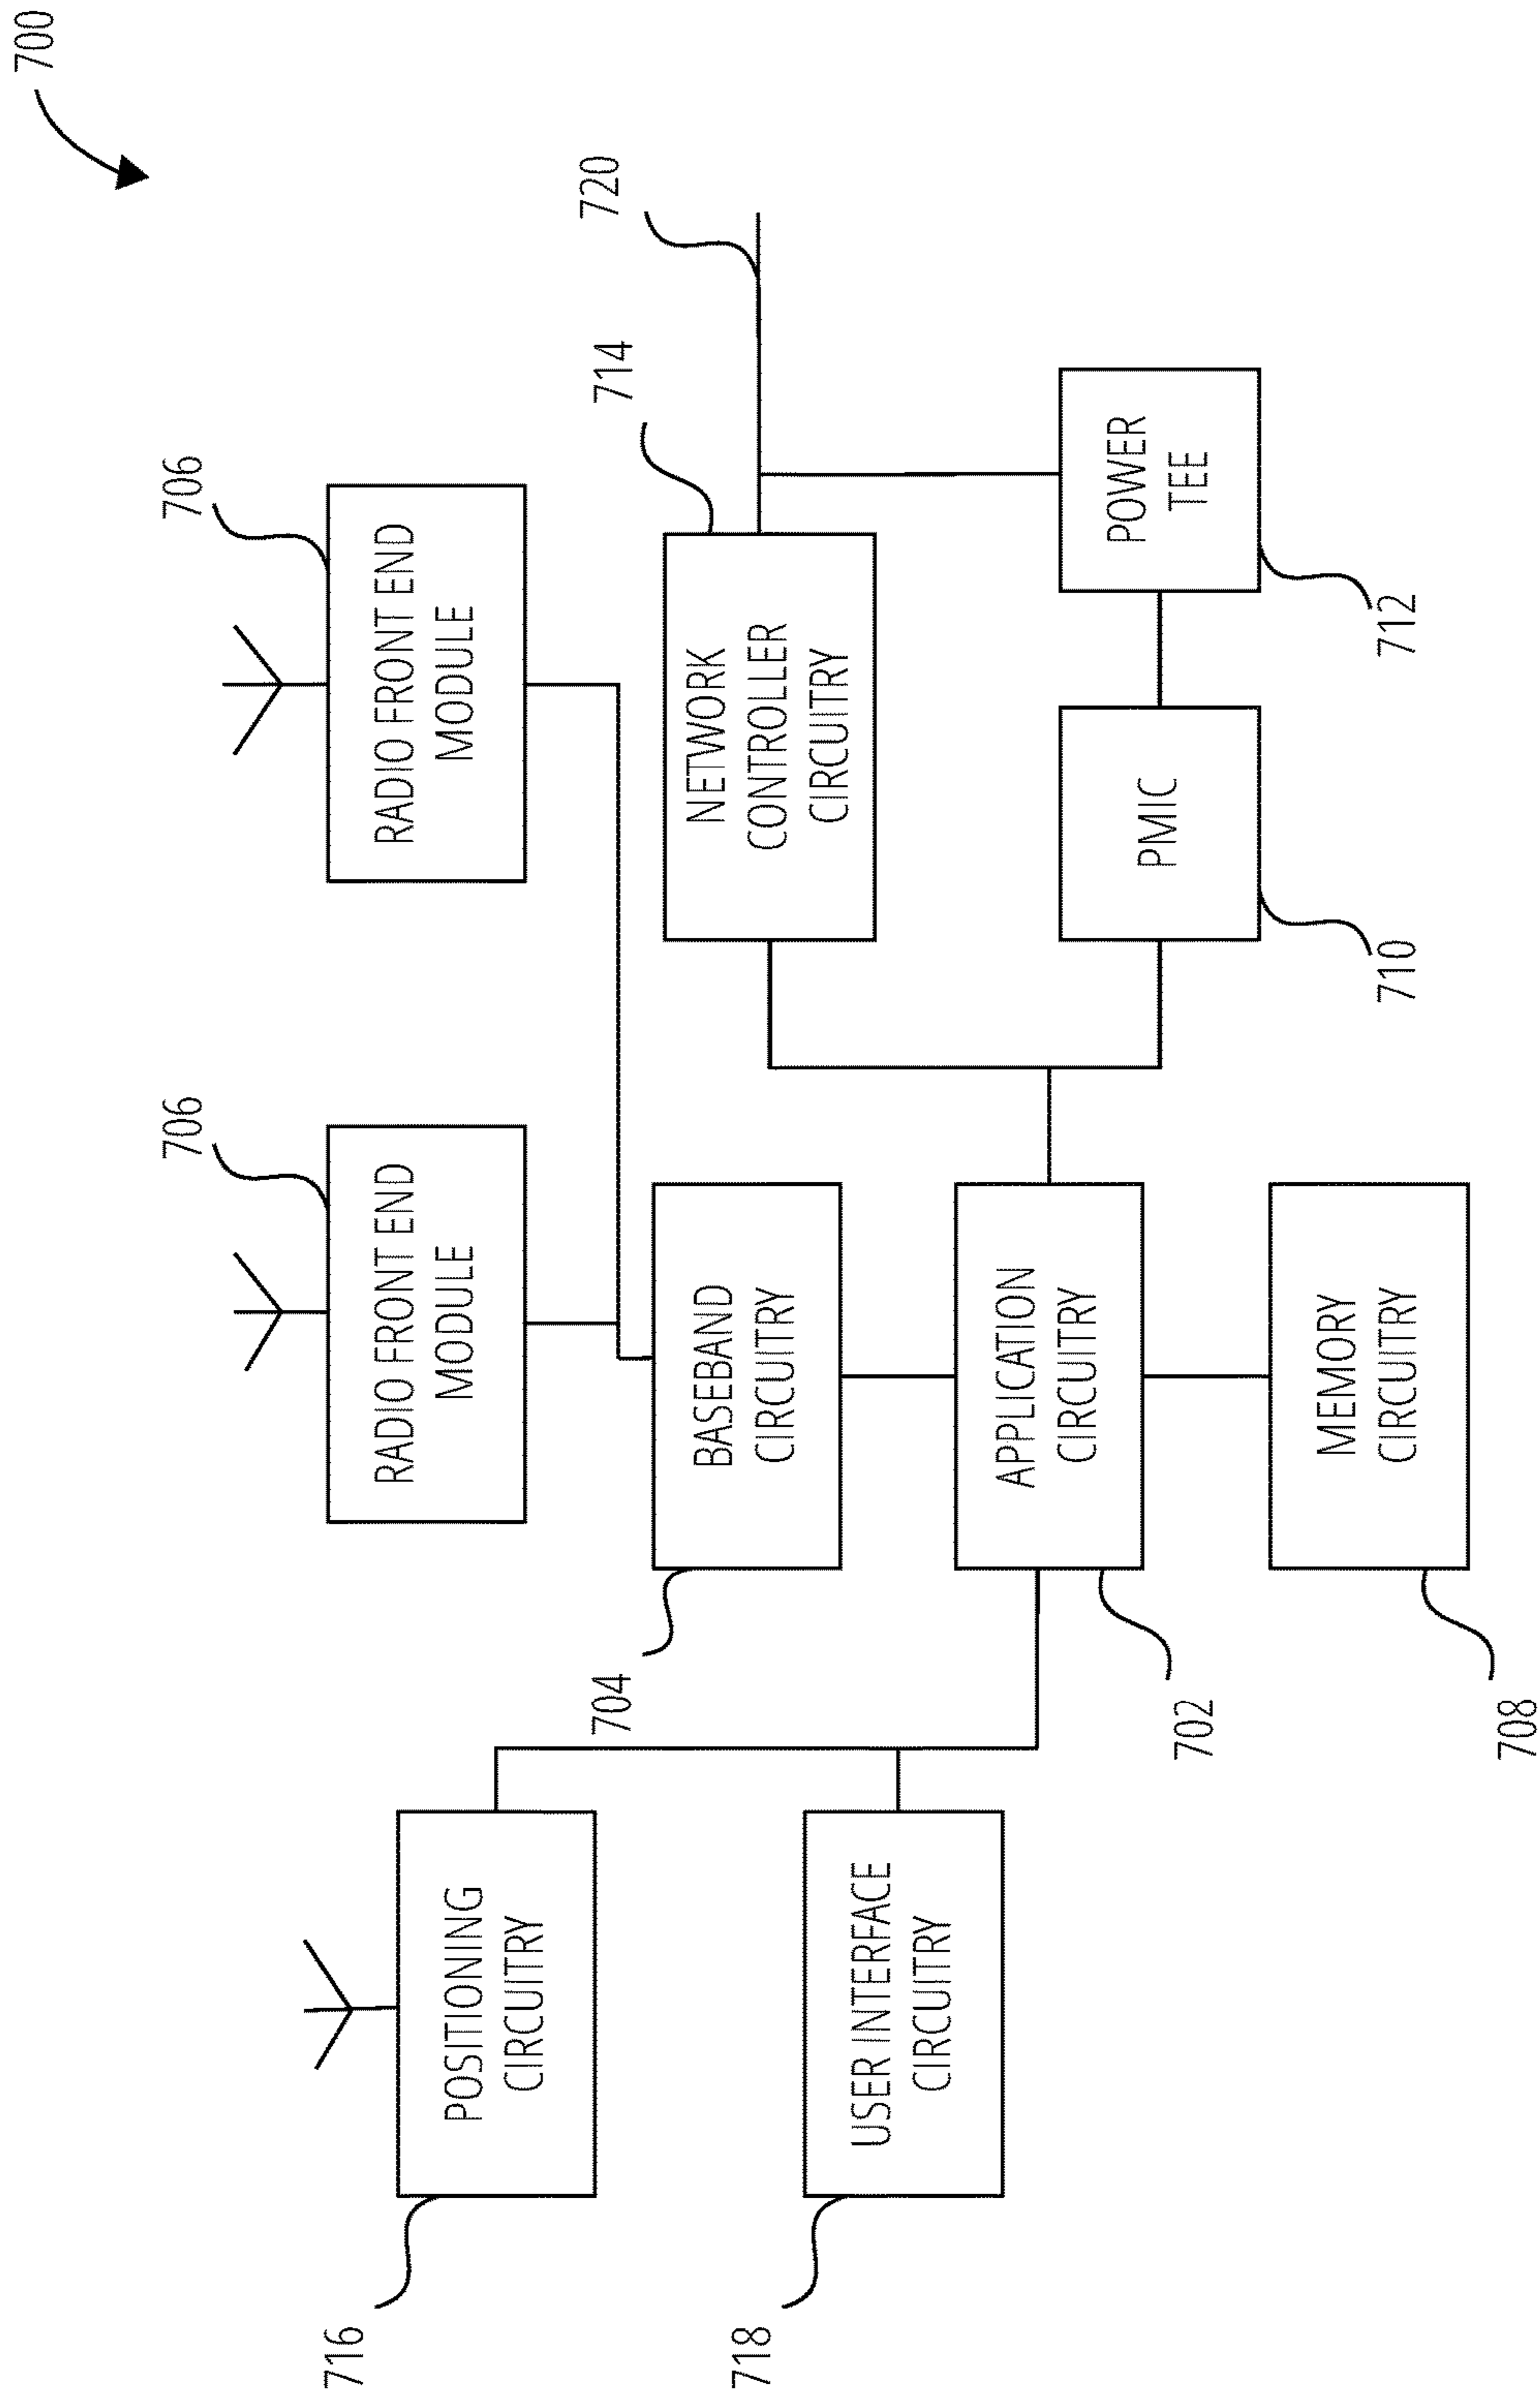 700
706
706
RADIO FRONT END
MODULE
RADIO FRONT END
MODULE
716
POSITIONING
CIRCUITRY
704
BASEBAND
CIRCUITRY
714
NETWORK
CONTROLLER
CIRCUITRY
720
718
USER INTERFACE
CIRCUITRY
APPLICATION
CIRCUITRY
702
PMIC
710
POWER
TEE
712
MEMORY
CIRCUITRY
708